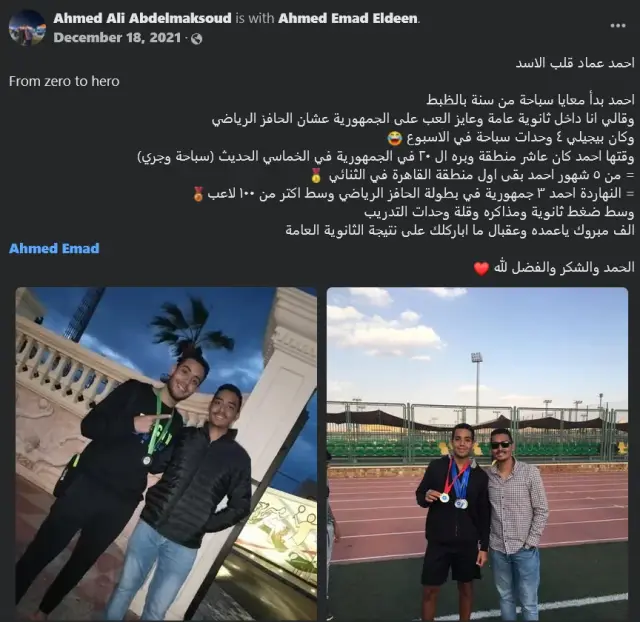 Ahmed Ali Abdelmaksoud is with Ahmed Emad Eldeen.
December 18, 2021 ·
احمد عماد قلب الاسد
From zero to hero
احمد بدأ معايا سباحة من سنة بالظبط
وقالي انا داخل ثانوية عامة وعايز العب على الجمهورية عشان الحافز الرياضي
وكان بيجيلي ٤ وحدات سباحة في الاسبوع 😂
وقتها احمد كان عاشر منطقة وبره ال ٢٠ في الجمهورية في الخماسي الحديث (سباحة وجري)
= من ٥ شهور احمد بقى اول منطقة القاهرة في الثنائي 🥇
= النهاردة احمد ٣ جمهورية في بطولة الحافز الرياضي وسط اكتر من ١٠٠ لاعب🥉
وسط ضغط ثانوية ومذاكره وقلة وحدات التدريب
الف مبروك ياعمده وعقبال ما اباركلك على نتيجة الثانوية العامة
Ahmed Emad
الحمد والشكر والفضل لله ❤️